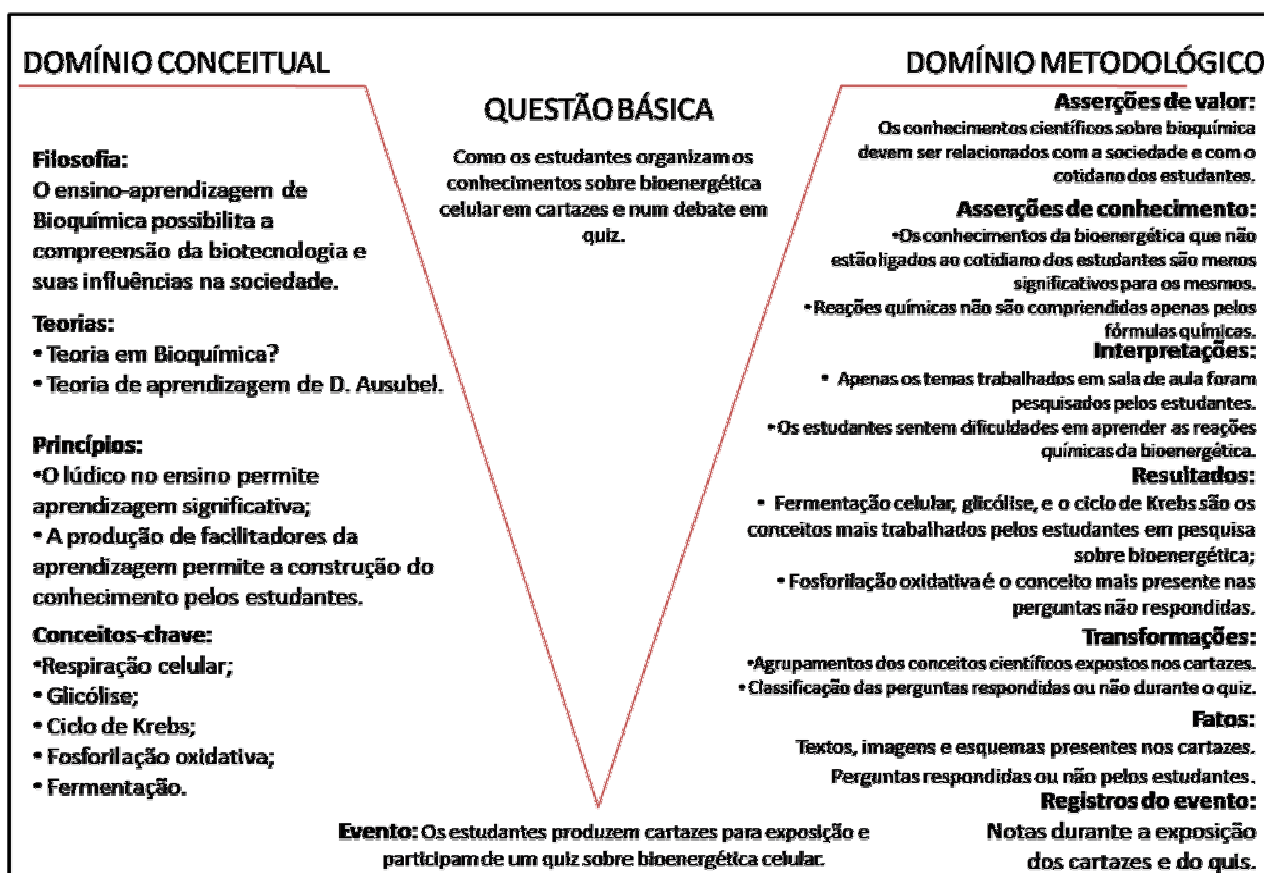 DOMÍNIO CONCEITUAL
Filosofia:
O ensino-aprendizagem de
Bioquímica possibilita a
compreensão da biotecnologia e
suas influências na sociedade.
Teorias:
• Teoria em Bioquímica?
• Teoria de aprendizagem de D. Ausubel.
Princípios:
•O lúdico no ensino permite
aprendizagem significativa;
• A produção de facilitadores da
aprendizagem permite a construção do
conhecimento pelos estudantes.
Conceitos-chave:
•Respiração celular;
• Glicólise;
• Ciclo de Krebs;
• Fosforilação oxidativa;
• Fermentação.
QUESTÃO BÁSICA
Como os estudantes organizam os
conhecimentos sobre bioenergética
celular em cartazes e num debate em
quiz.
DOMÍNIO METODOLÓGICO
Asserções de valor:
Os conhecimentos científicos sobre bioquímica
devem ser relacionados com a sociedade e com o
cotidano dos estudantes.
Asserções de conhecimento:
•Os conhecimentos da bioenergética que não
estão ligados ao cotidiano dos estudantes são menos
significativos para os mesmos.
•Reações químicas não são compriendidas apenas pelos
fórmulas químicas.
Interpretações:
• Apenas os temas trabalhados em sala de aula foram
pesquisados pelos estudantes.
•Os estudantes sentem dificuldades em aprender as reações
químicas da bioenergética.
Resultados:
• Fermentação celular, glicólise, e o ciclo de Krebs são os
conceitos mais trabalhados pelos estudantes em pesquisa
sobre bioenergética;
• Fosforilação oxidativa é o conceito mais presente nas
perguntas não respondidas.
Transformações:
•Agrupamentos dos conceitos científicos expostos nos cartazes.
•Classificação das perguntas respondidas ou não durante o quiz.
Fatos:
Textos, imagens e esquemas presentes nos cartazes.
Perguntas respondidas ou não pelos estudantes.
Registros do evento:
Notas durante a exposição
dos cartazes e do quis.
Evento: Os estudantes produzem cartazes para exposição e
participam de um quiz sobre bioenergética celular.